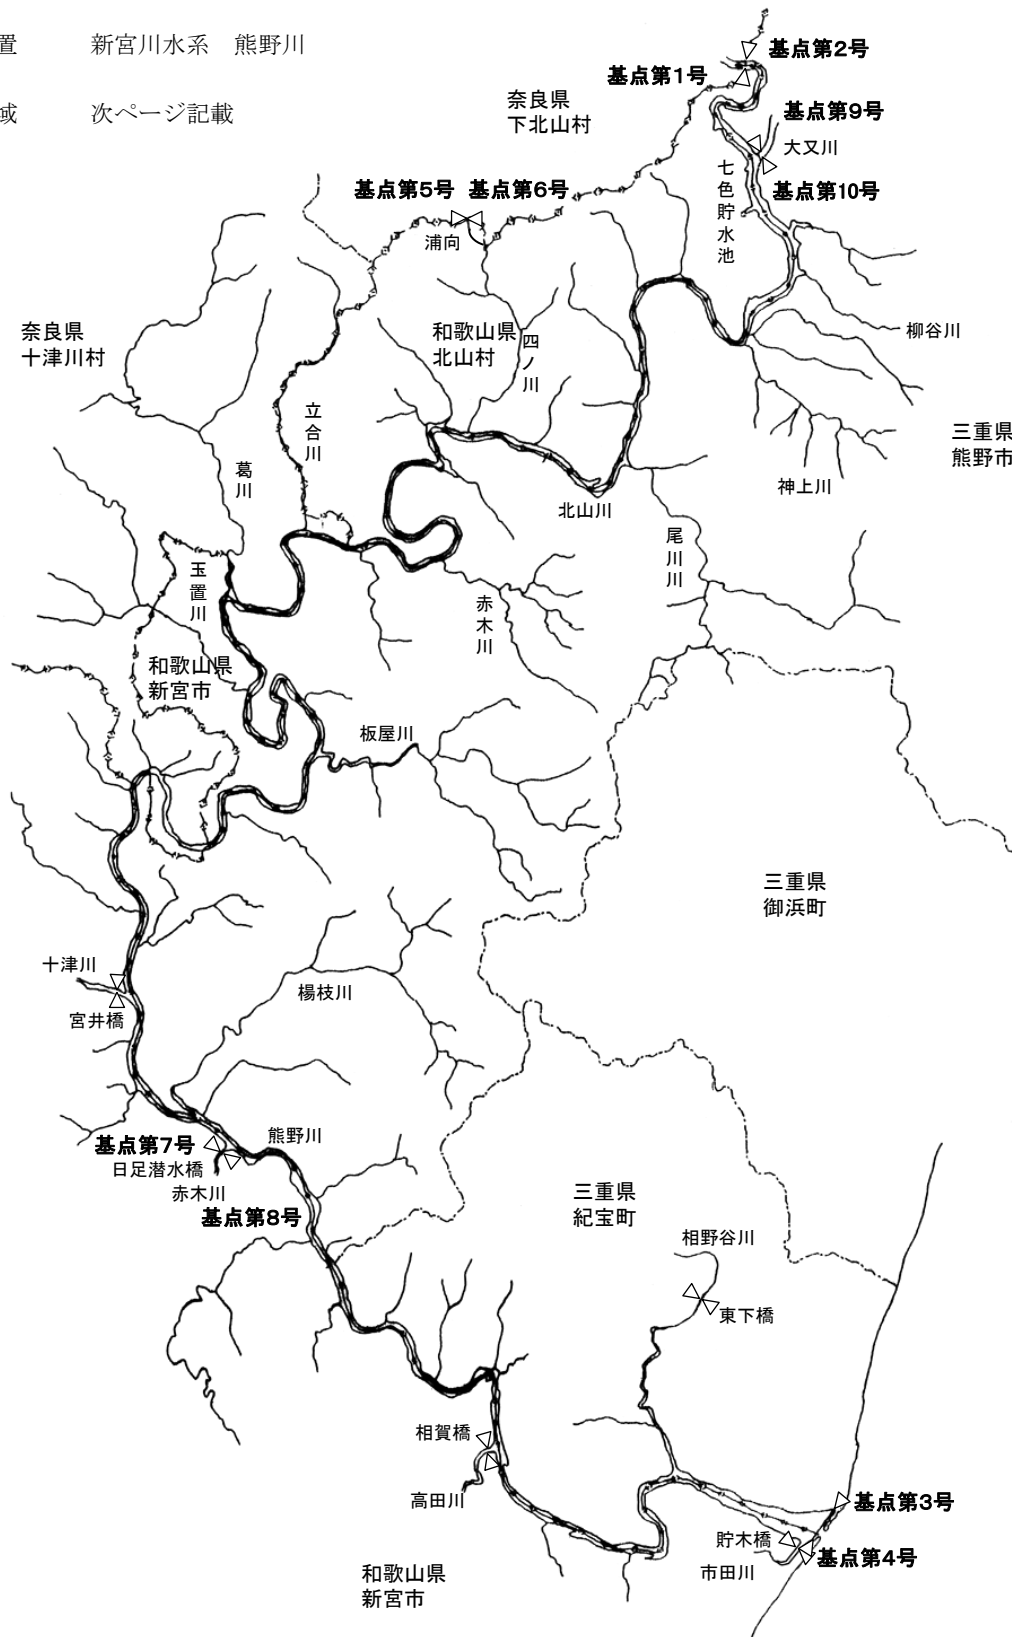 置 新宮川水系 熊野川
域 次ページ記載
基点第2号
基点第1号
奈良県
下北山村
基点第9号
大又川
七色貯水池
基点第10号
基点第5号 基点第6号
浦向
奈良県
十津川村
和歌山県
北山村
四ノ川
柳谷川
立合川
三重県
熊野市
葛川
神上川
北山川
尾川川
玉置川
赤木川
和歌山県
新宮市
板屋川
三重県
御浜町
十津川
楊枝川
宮井橋
熊野川
基点第7号
日足潜水橋
赤木川
三重県
紀宝町
基点第8号
相野谷川
東下橋
相賀橋
高田川
基点第3号
貯木橋
基点第4号
市田川
和歌山県
新宮市